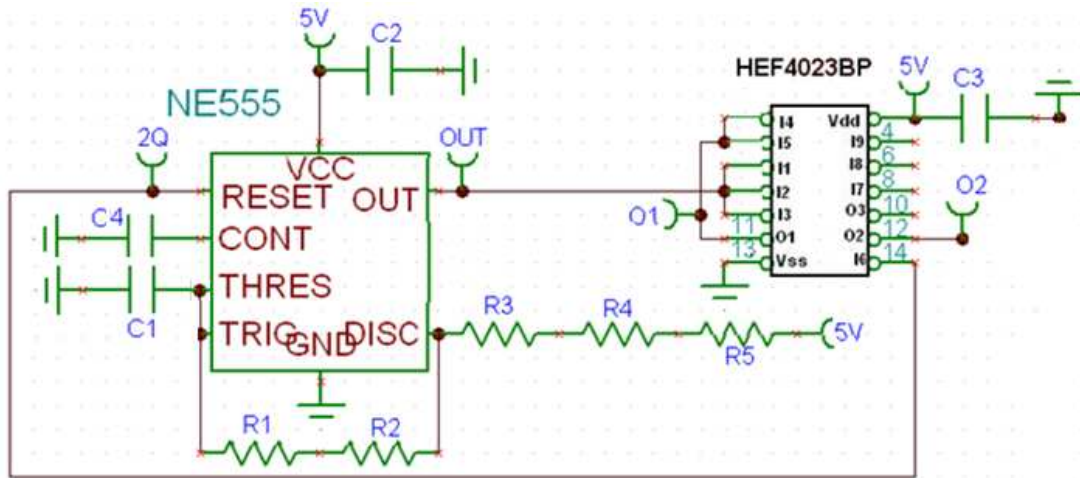 5V
C2
NE555
HEF4023BP
5V
C3
2Q
OUT
VCC
RESET
OUT
C4
CONT
THRES
C1
TRIG
GND
DISC
R3
R4
R5
5V
R1
R2
O1
O2
I4
Vdd
4
I5
I9
6
I1
I8
8
I2
I7
10
I3
O3
11
12
O1
O2
13
14
Vss
I6